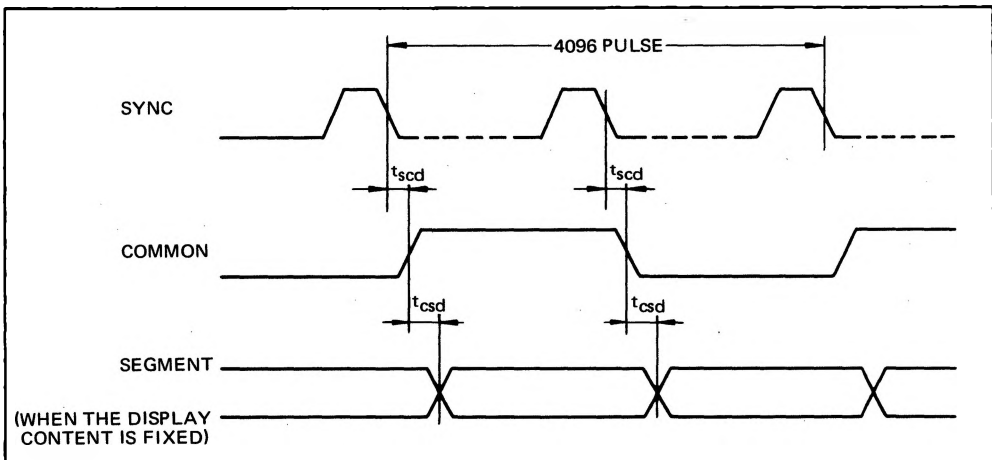 4096 PULSE
SYNC
tscd tscd
COMMON
tcsd tcsd
SEGMENT
(WHEN THE DISPLAY
CONTENT IS FIXED)